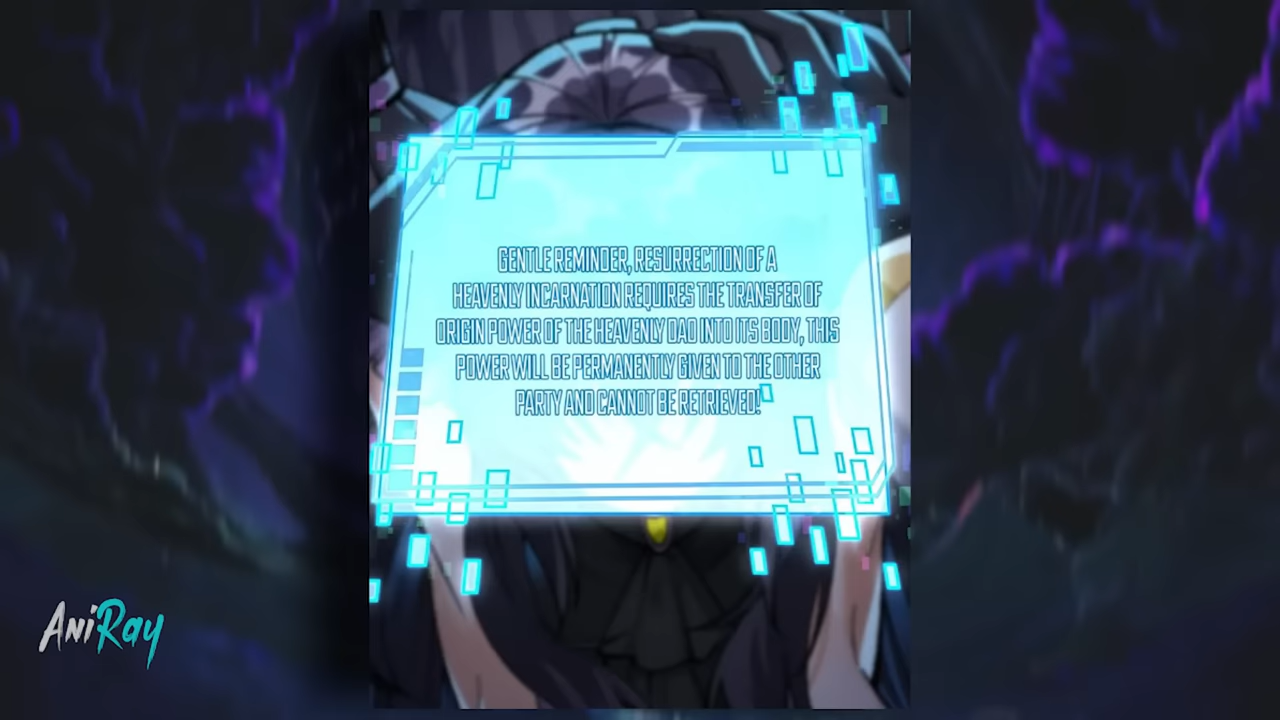 GENTLE REMINDER, RESURRECTION OF A
HEAVENLY INCARNATION REQUIRES THE TRANSFER OF
ORIGIN POWER OF THE HEAVENLY DAO INTO ITS BODY, THIS
POWER WILL BE PERMANENTLY GIVEN TO THE OTHER
PARTY AND CANNOT BE RETRIEVED!
AniRay